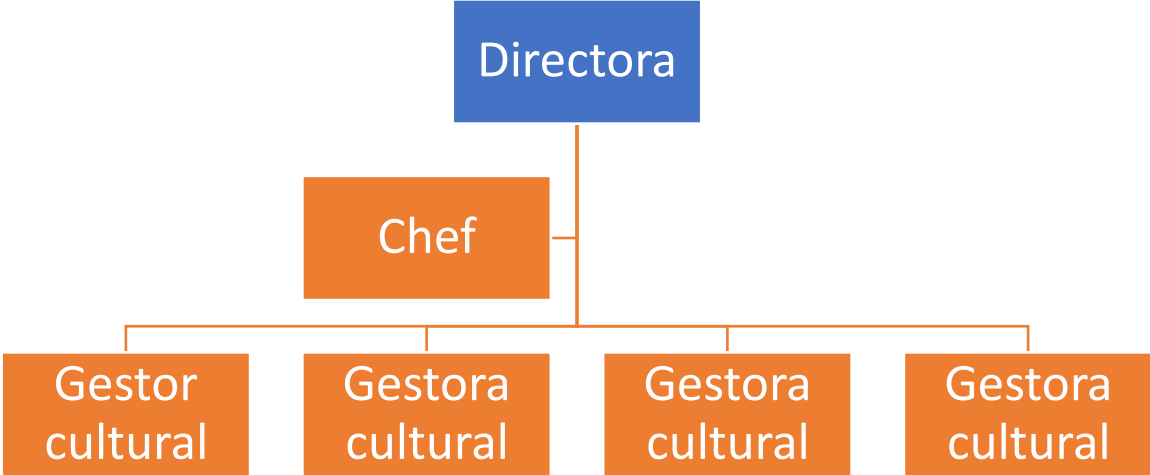 Directora
Chef
Gestor
cultural
Gestora
cultural
Gestora
cultural
Gestora
cultural